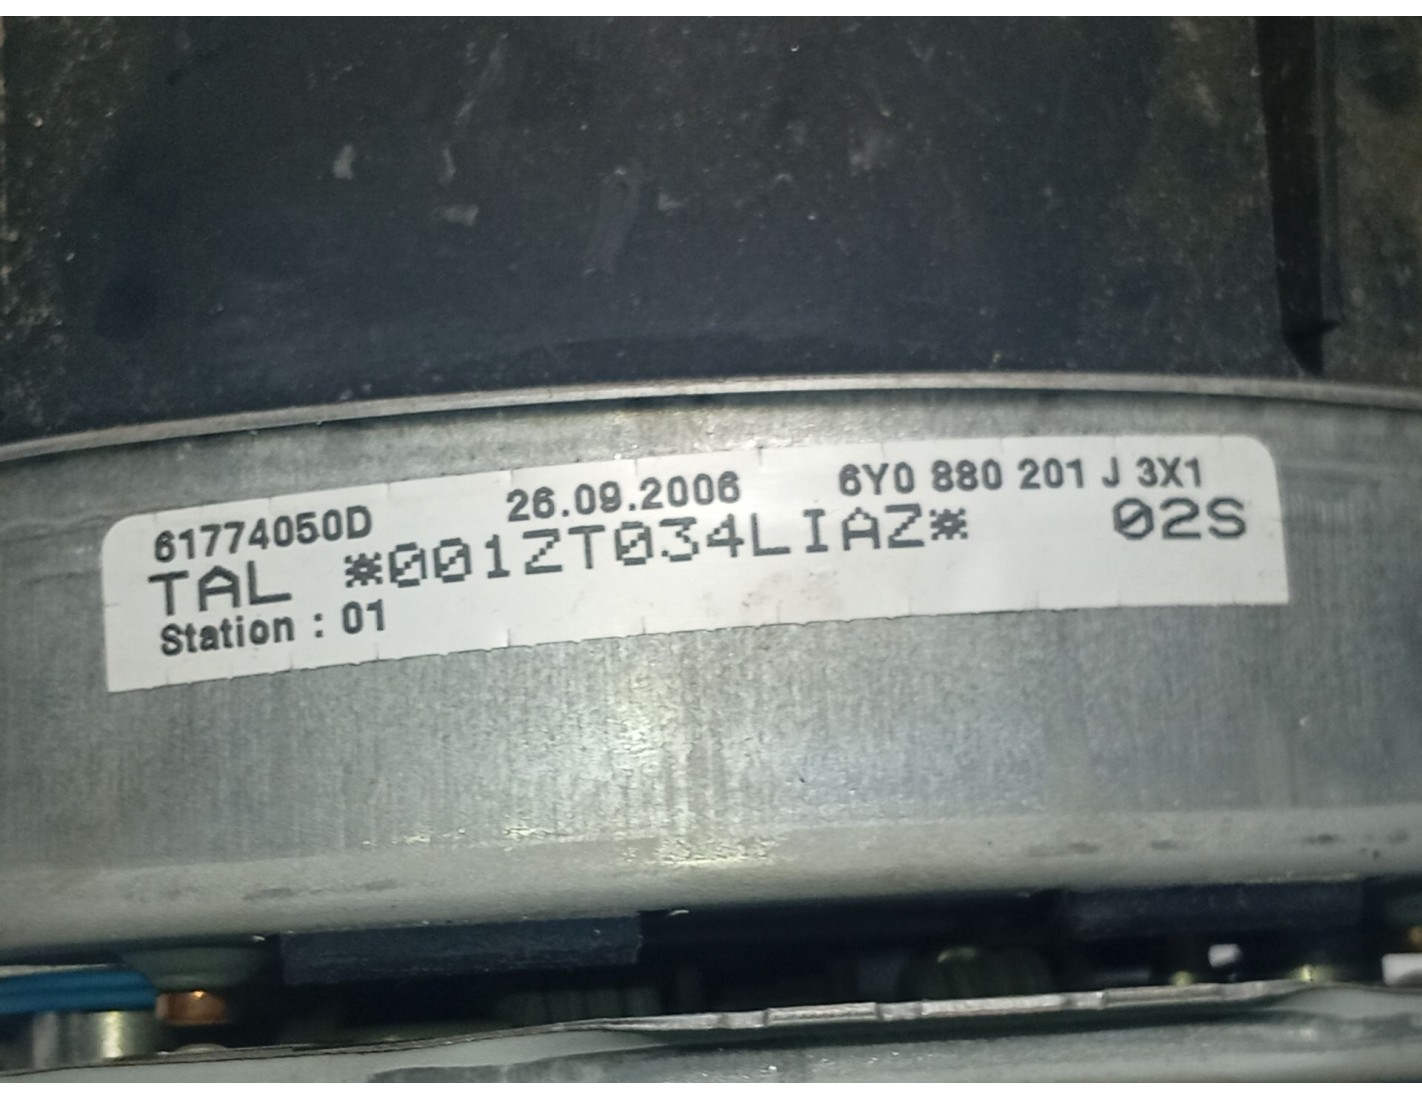 61774050D 26.09.2006 6Y0 880 201 J 3X1
TAL *001ZT034LIAZ* 02S
Station : 01